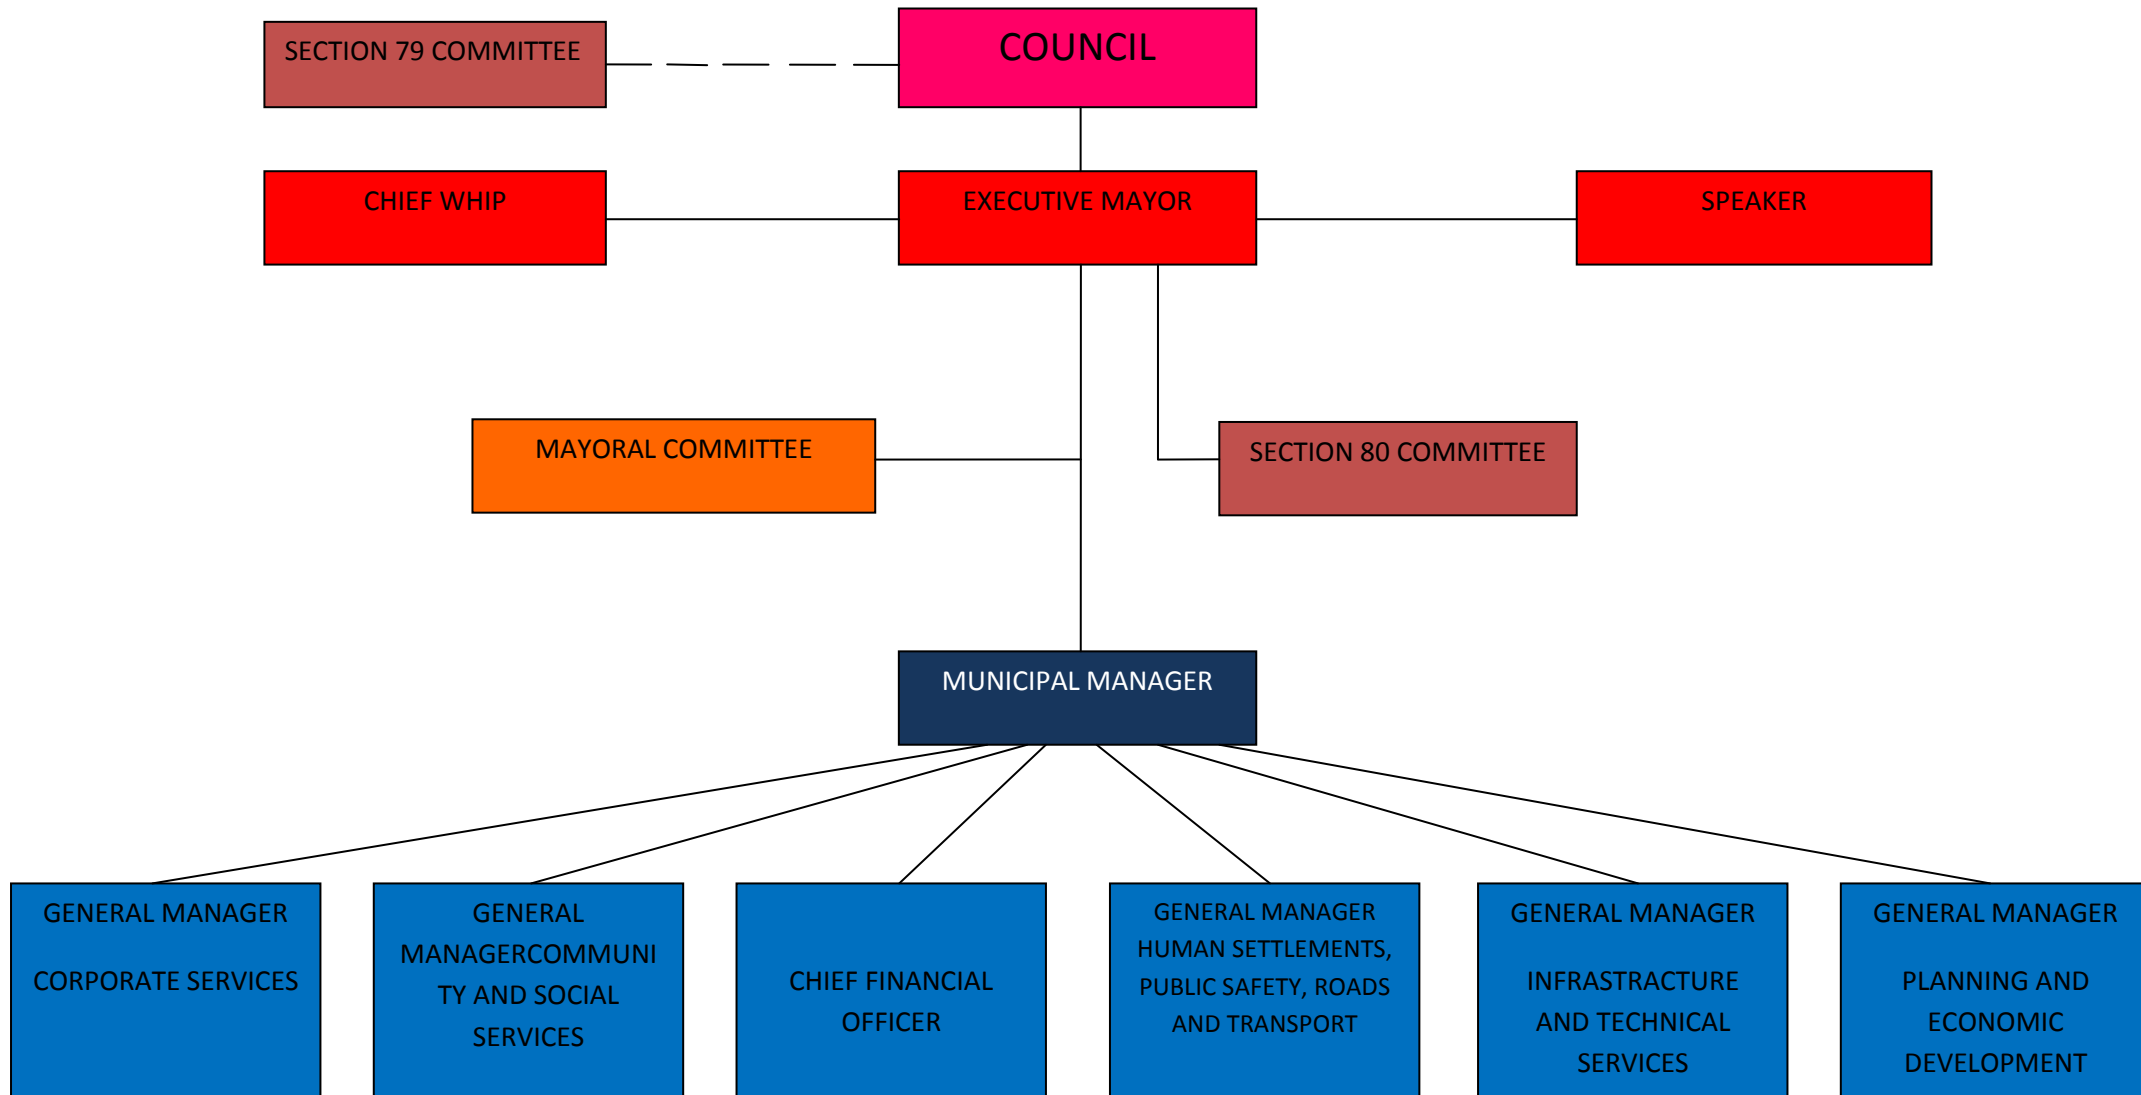 SECTION 79 COMMITTEE
COUNCIL
CHIEF WHIP
EXECUTIVE MAYOR
SPEAKER
MAYORAL COMMITTEE
SECTION 80 COMMITTEE
MUNICIPAL MANAGER
GENERAL MANAGER
CORPORATE SERVICES
GENERAL
MANAGERCOMMUNI
TY AND SOCIAL
SERVICES
CHIEF FINANCIAL
OFFICER
GENERAL MANAGER
HUMAN SETTLEMENTS,
PUBLIC SAFETY, ROADS
AND TRANSPORT
GENERAL MANAGER
INFRASTRACTURE
AND TECHNICAL
SERVICES
GENERAL MANAGER
PLANNING AND
ECONOMIC
DEVELOPMENT